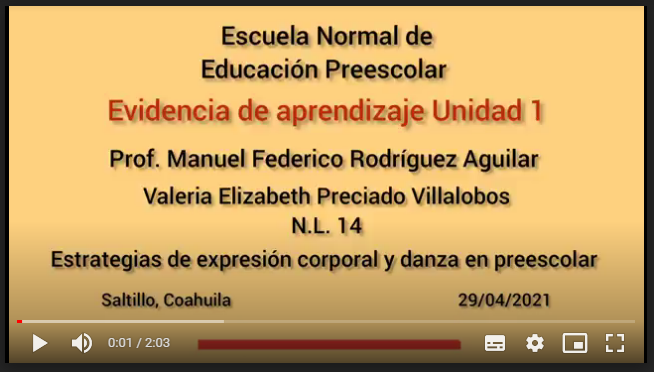 Escuela Normal de
Educación Preescolar
Evidencia de aprendizaje Unidad 1
Prof. Manuel Federico Rodríguez Aguilar
Valeria Elizabeth Preciado Villalobos
N.L. 14
Estrategias de expresión corporal y danza en preescolar
Saltillo, Coahuila 29/04/2021
0:01 / 2:03